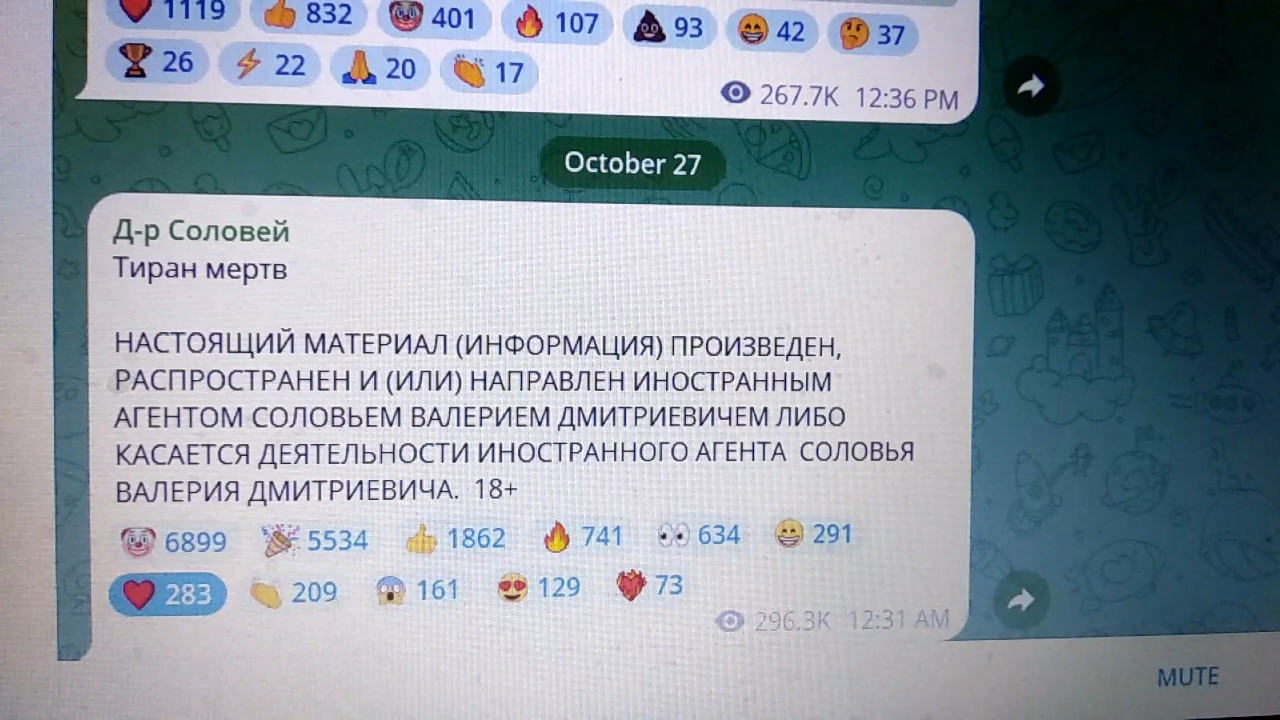 1119 832 401 107 93 42 37
26 22 20 17
267.7K 12:36 PM
October 27
Д-р Соловей
Тиран мертв
НАСТОЯЩИЙ МАТЕРИАЛ (ИНФОРМАЦИЯ) ПРОИЗВЕДЕН,
РАСПРОСТРАНЕН И (ИЛИ) НАПРАВЛЕН ИНОСТРАННЫМ
АГЕНТОМ СОЛОВЬЕМ ВАЛЕРИЕМ ДМИТРИЕВИЧЕМ ЛИБО
КАСАЕТСЯ ДЕЯТЕЛЬНОСТИ ИНОСТРАННОГО АГЕНТА СОЛОВЬЯ
ВАЛЕРИЯ ДМИТРИЕВИЧА. 18+
6899 5534 1862 741 634 291
283 209 161 129 73
296.3K 12:31 AM
MUTE